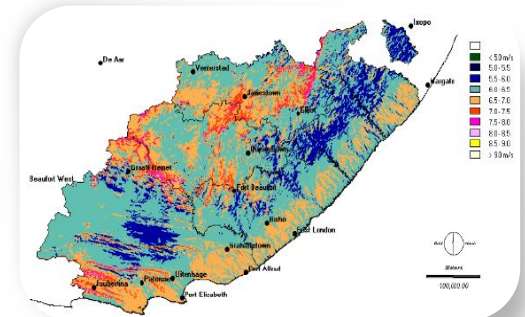 Ixopo
De Aar
Venterstad
Margate
Jamestown
Elliot
Queenstown
Graaff Reinet
Beaufort West
Fort Beaufort
Bisho
East London
Grahamstown
Port Alfred
Uitenhage
Patensie
Joubertina
Port Elizabeth
< 5.0
5.0-5.5
5.5-6.0
6.0-6.5
6.5-7.0
7.0-7.5
7.5-8.0
8.0-8.5
8.5-9.0
> 9.0 m/s
Meters
100,000.00